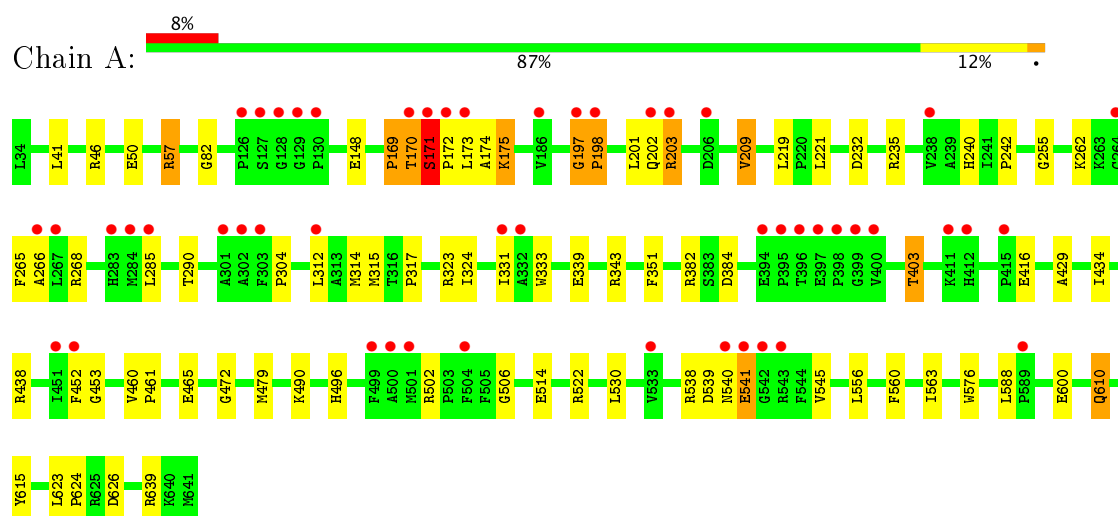 8%
Chain A:
87% 12% •
L34 L41 R46 E50 R57 G82 P126 S127 G128 G129 P130 E148 P169 T170 S171 P172 L173 A174 K175 V186 G197 P198 L201 Q202 R203 D206 V209 L219 P220 L221 D232 R235 V238 A239 H240 I241 P242 G255 K262 K263 G264
F265 A266 L267 R268 H283 M284 L285 T290 A301 A302 F303 P304 L312 A313 M314 M315 T316 P317 R323 I324 I331 A332 W333 E339 R343 F351 R382 S383 D384 E394 P395 T396 E397 P398 G399 V400 T403 K411 H412 P415 E416 A429 I434
R438 I451 F452 G453 V460 P461 E465 G472 M479 K490 H496 F499 A500 M501 R502 P503 F504 F505 G506 E514 R522 L530 V533 R538 D539 N540 E541 G542 R543 F544 V545 L556 F560 I563 W576 L588 P589 E600 Q610
Y615 L623 P624 R625 D626 R639 K640 M641